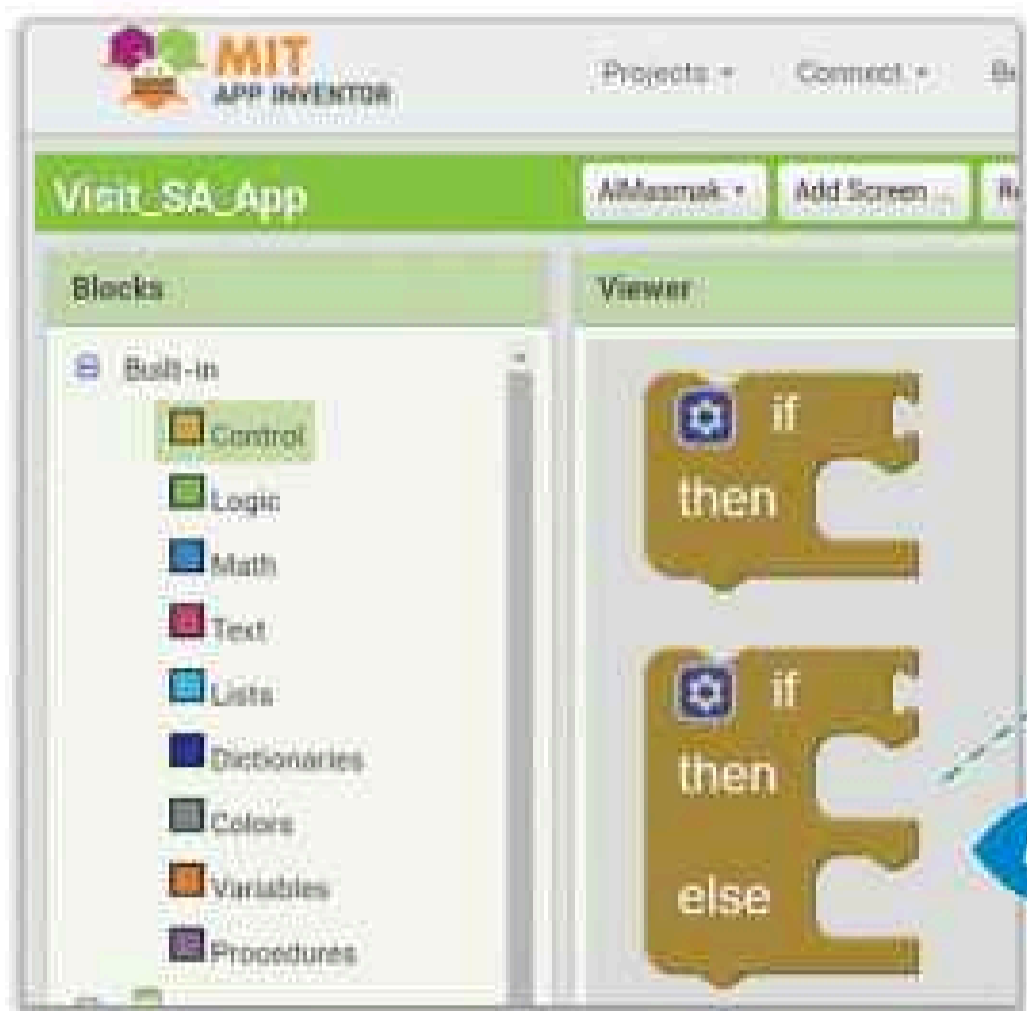 MIT
APP INVENTOR
Projects
Connect
Visit_SA_App
AlMasmak
Add Screen ...
Blocks
Viewer
Built-in
Control
Logic
Math
Text
Lists
Dictionaries
Colors
Variables
Procedures
if
then
if
then
else